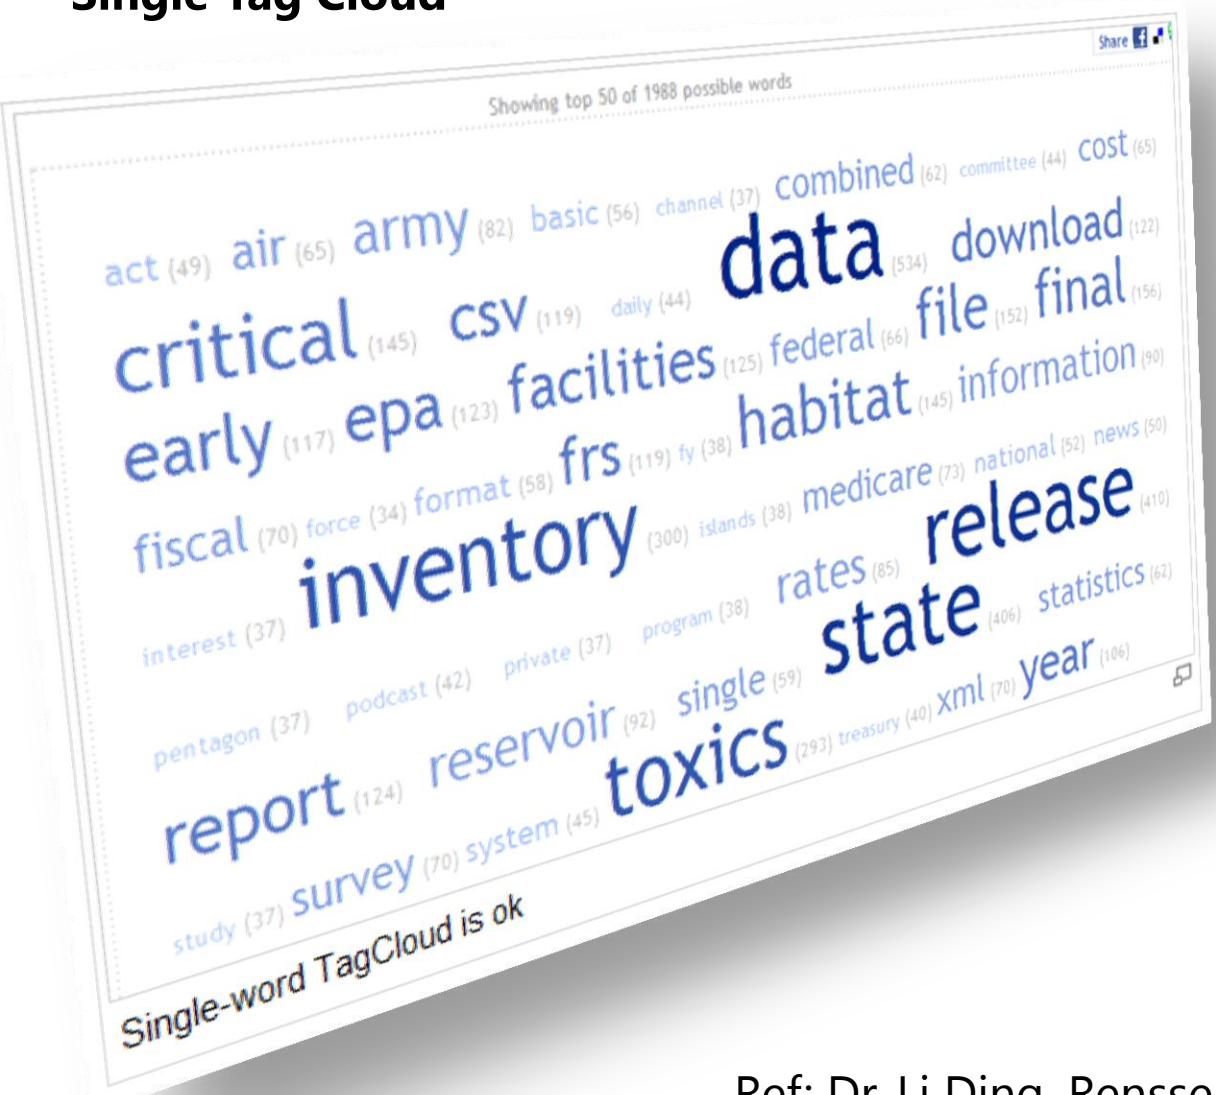 Single Tag Cloud
Share
Showing top 50 of 1988 possible words
act (49) air (65) army (82) basic (56) channel (37) combined (62) committee (44) cost (65)
critical (145) csv (119) daily (44) data (534) download (122)
early (117) epa (123) facilities (125) federal (66) file (152) final (156)
fiscal (70) force (34) format (58) frs (119) fy (38) habitat (145) information (90)
interest (37) inventory (300) islands (38) medicare (73) national (52) news (50)
pentagon (37) podcast (42) private (37) program (38) rates (85) release (410)
report (124) reservoir (92) single (59) state (406) statistics (62)
study (37) survey (70) system (45) toxics (293) treasury (40) xml (70) year (106)
Single-word TagCloud is ok
Ref: Dr. Li Ding, Rensse